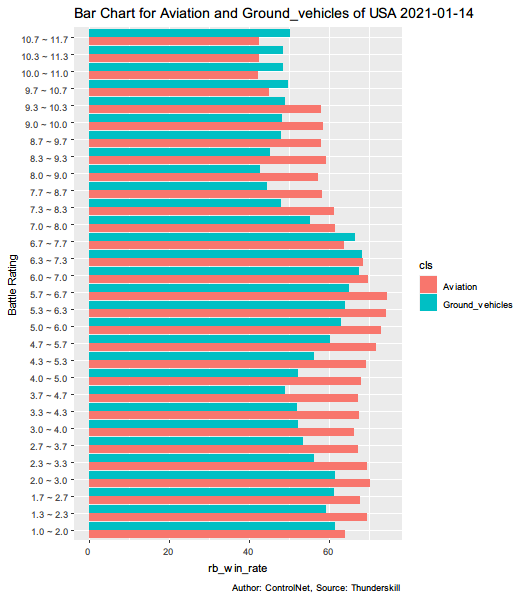 Bar Chart for Aviation and Ground_vehicles of USA 2021-01-14
Battle Rating
10.7 ~ 11.7
10.3 ~ 11.3
10.0 ~ 11.0
9.7 ~ 10.7
9.3 ~ 10.3
9.0 ~ 10.0
8.7 ~ 9.7
8.3 ~ 9.3
8.0 ~ 9.0
7.7 ~ 8.7
7.3 ~ 8.3
7.0 ~ 8.0
6.7 ~ 7.7
6.3 ~ 7.3
6.0 ~ 7.0
5.7 ~ 6.7
5.3 ~ 6.3
5.0 ~ 6.0
4.7 ~ 5.7
4.3 ~ 5.3
4.0 ~ 5.0
3.7 ~ 4.7
3.3 ~ 4.3
3.0 ~ 4.0
2.7 ~ 3.7
2.3 ~ 3.3
2.0 ~ 3.0
1.7 ~ 2.7
1.3 ~ 2.3
1.0 ~ 2.0
0 20 40 60
rb_win_rate
cls
Aviation
Ground_vehicles
Author: ControlNet, Source: Thunderskill